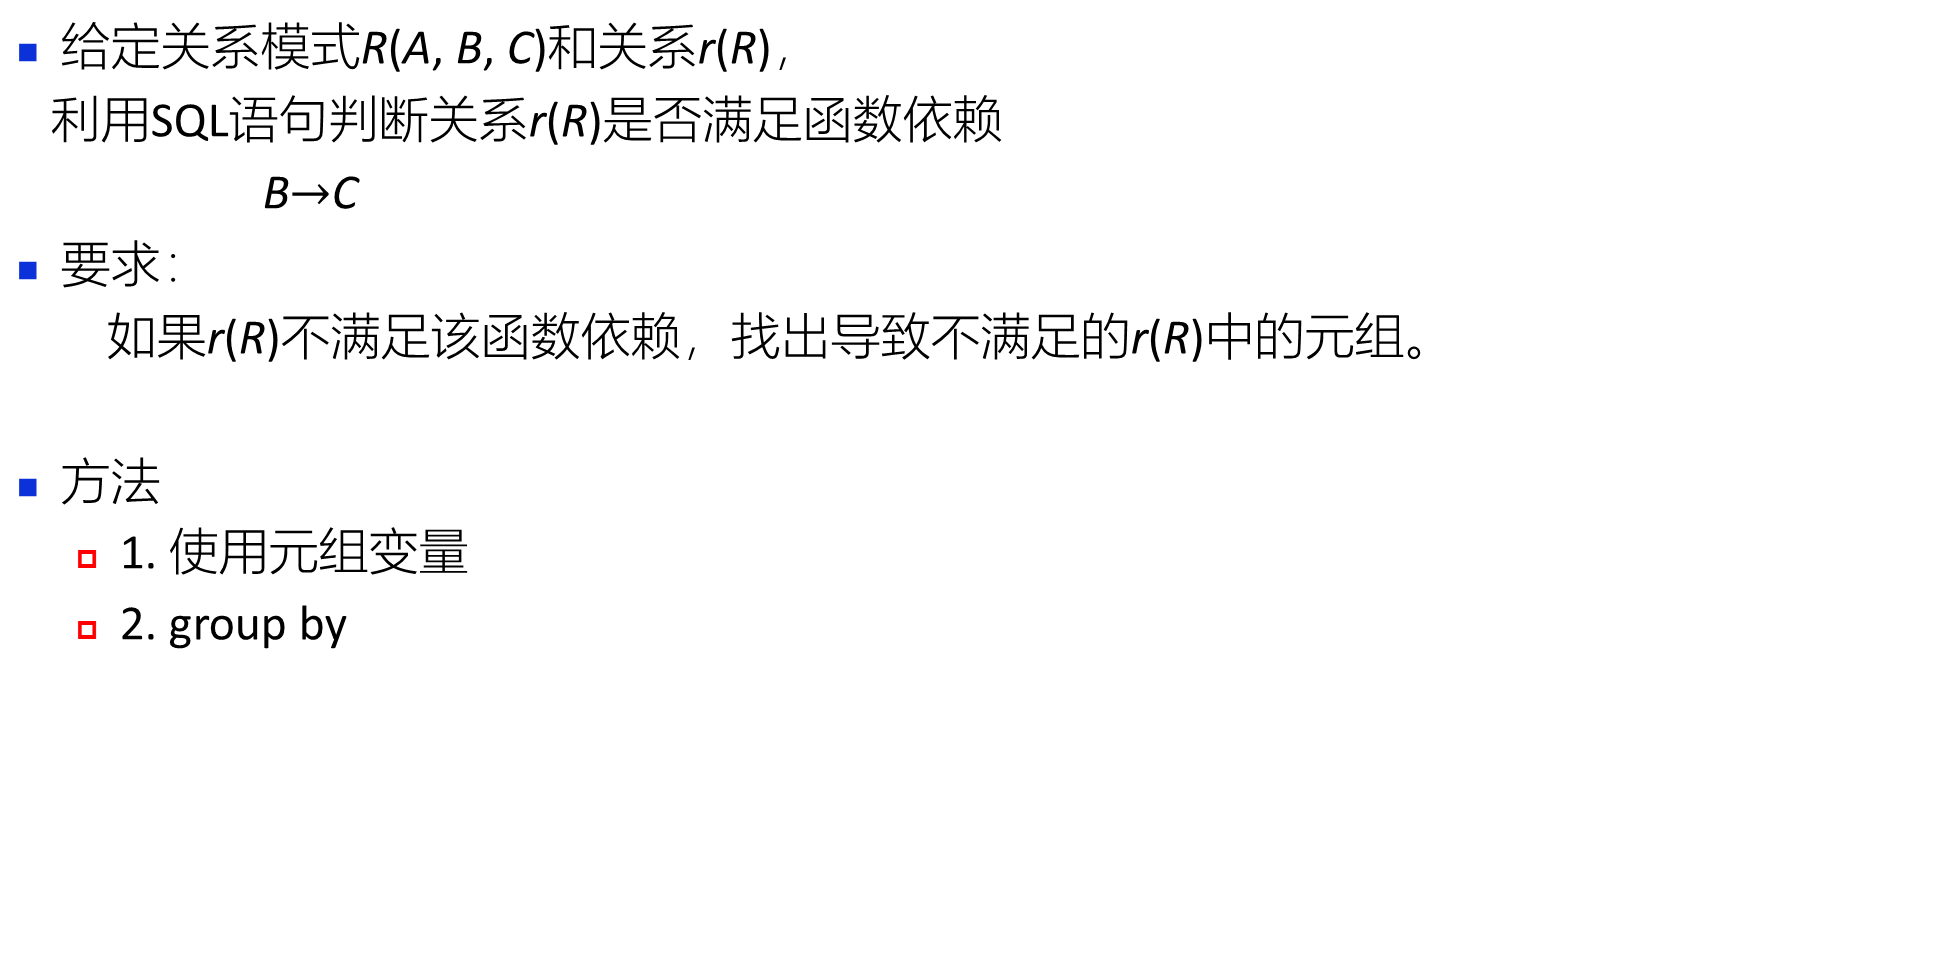 给定关系模式R(A, B, C)和关系r(R)，
利用SQL语句判断关系r(R)是否满足函数依赖
B→C
要求：
如果r(R)不满足该函数依赖，找出导致不满足的r(R)中的元组。
方法
1. 使用元组变量
2. group by